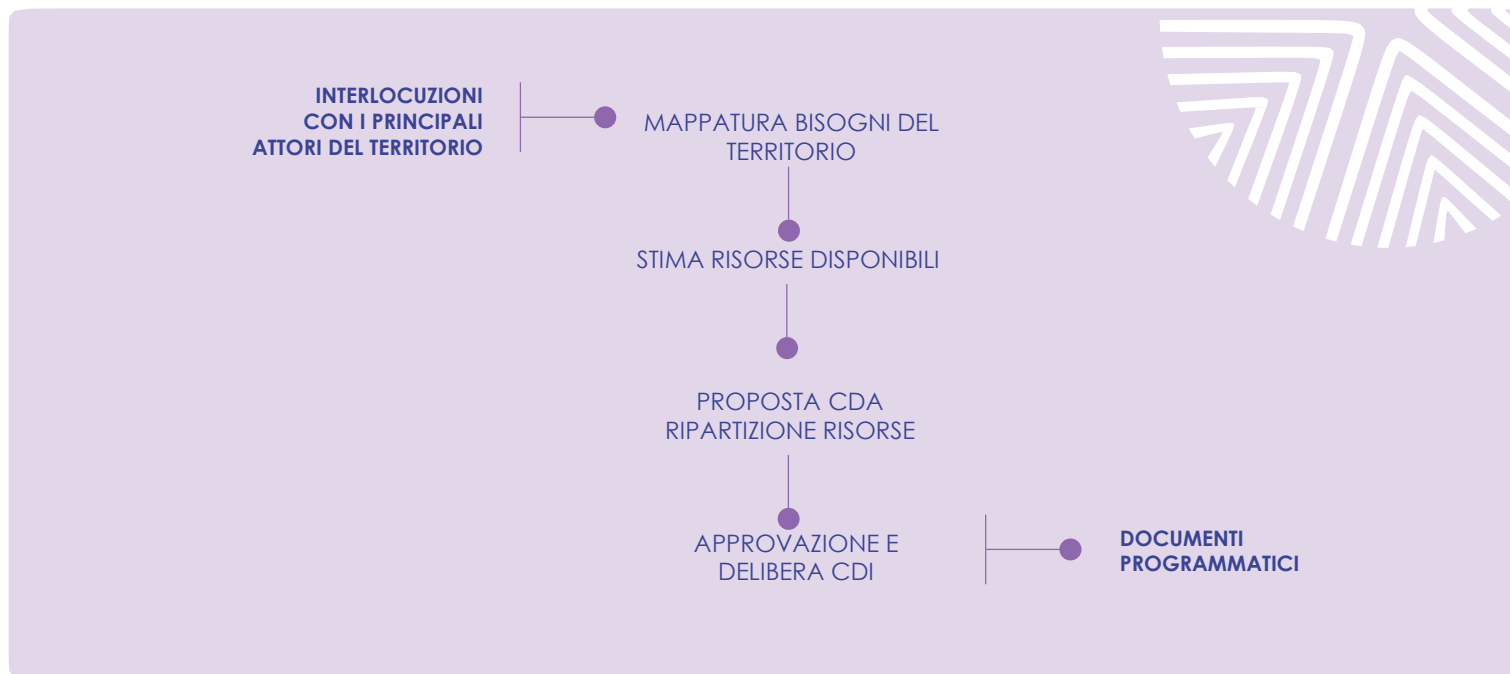 INTERLOCUZIONI
CON I PRINCIPALI
ATTORI DEL TERRITORIO
MAPPATURA BISOGNI DEL
TERRITORIO
STIMA RISORSE DISPONIBILI
PROPOSTA CDA
RIPARTIZIONE RISORSE
APPROVAZIONE E
DELIBERA CDI
DOCUMENTI
PROGRAMMATICI